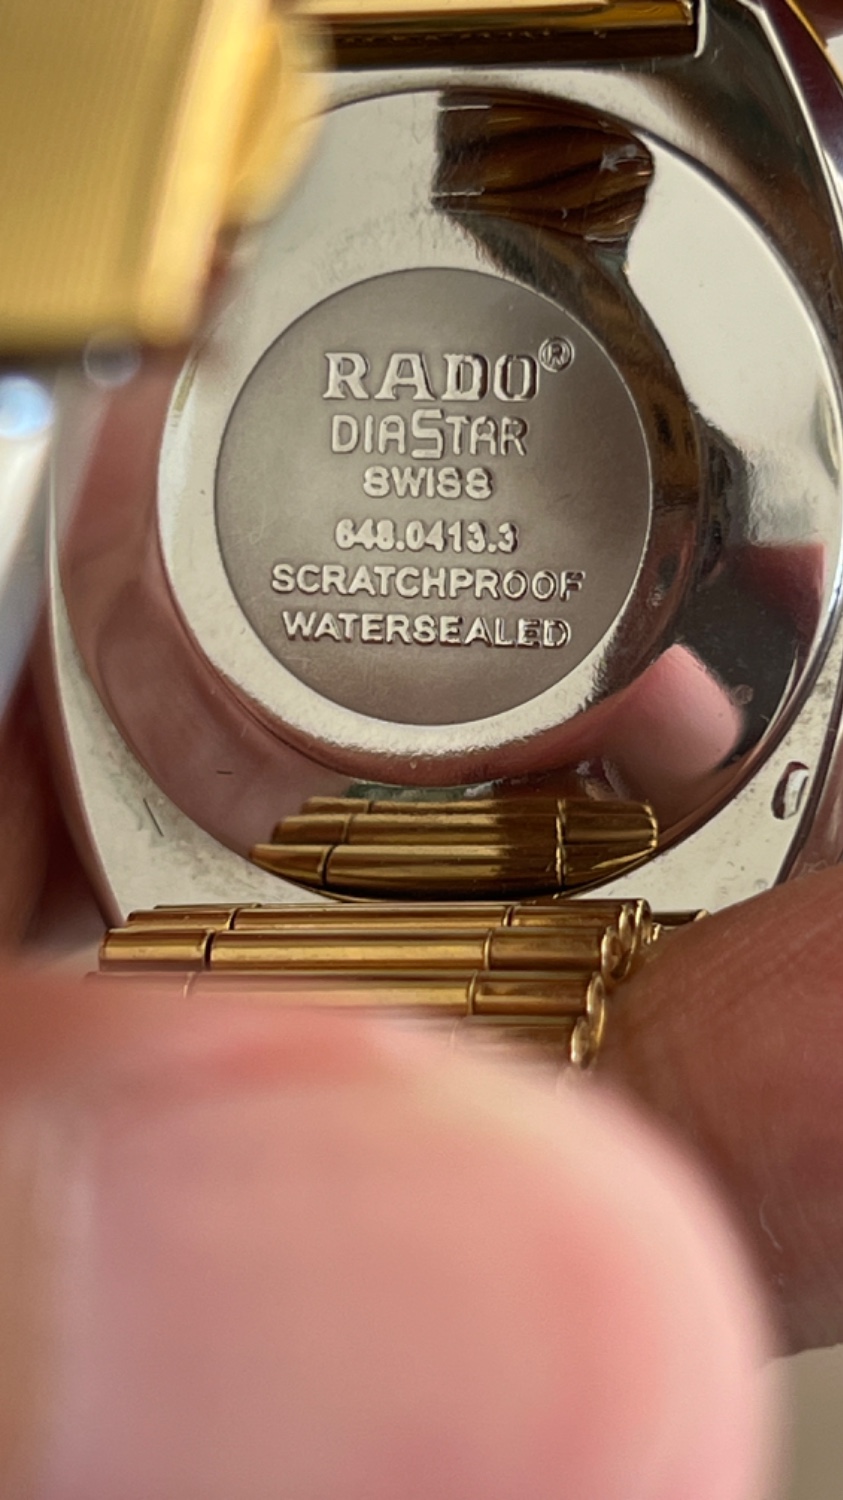 RADO®
DIASTAR
SWISS
648.0413.3
SCRATCHPROOF
WATERSEALED